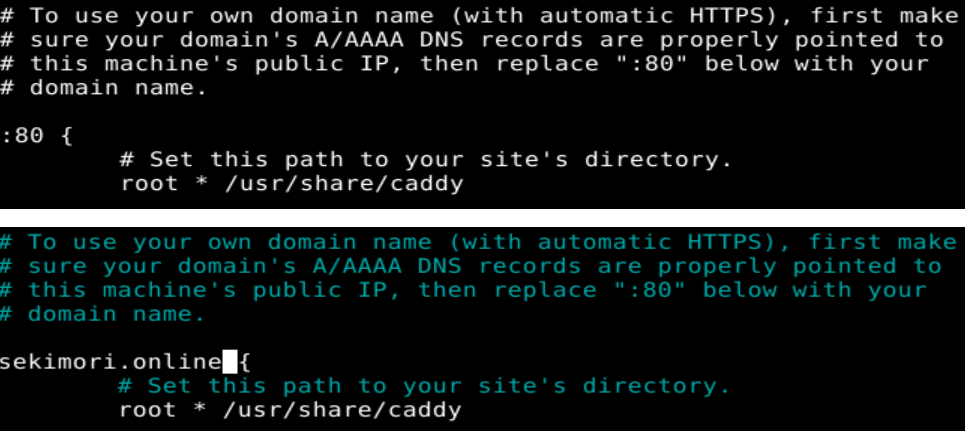 # To use your own domain name (with automatic HTTPS), first make
# sure your domain's A/AAAA DNS records are properly pointed to
# this machine's public IP, then replace ":80" below with your
# domain name.
:80 {
# Set this path to your site's directory.
root * /usr/share/caddy
# To use your own domain name (with automatic HTTPS), first make
# sure your domain's A/AAAA DNS records are properly pointed to
# this machine's public IP, then replace ":80" below with your
# domain name.
sekimori.online {
# Set this path to your site's directory.
root * /usr/share/caddy